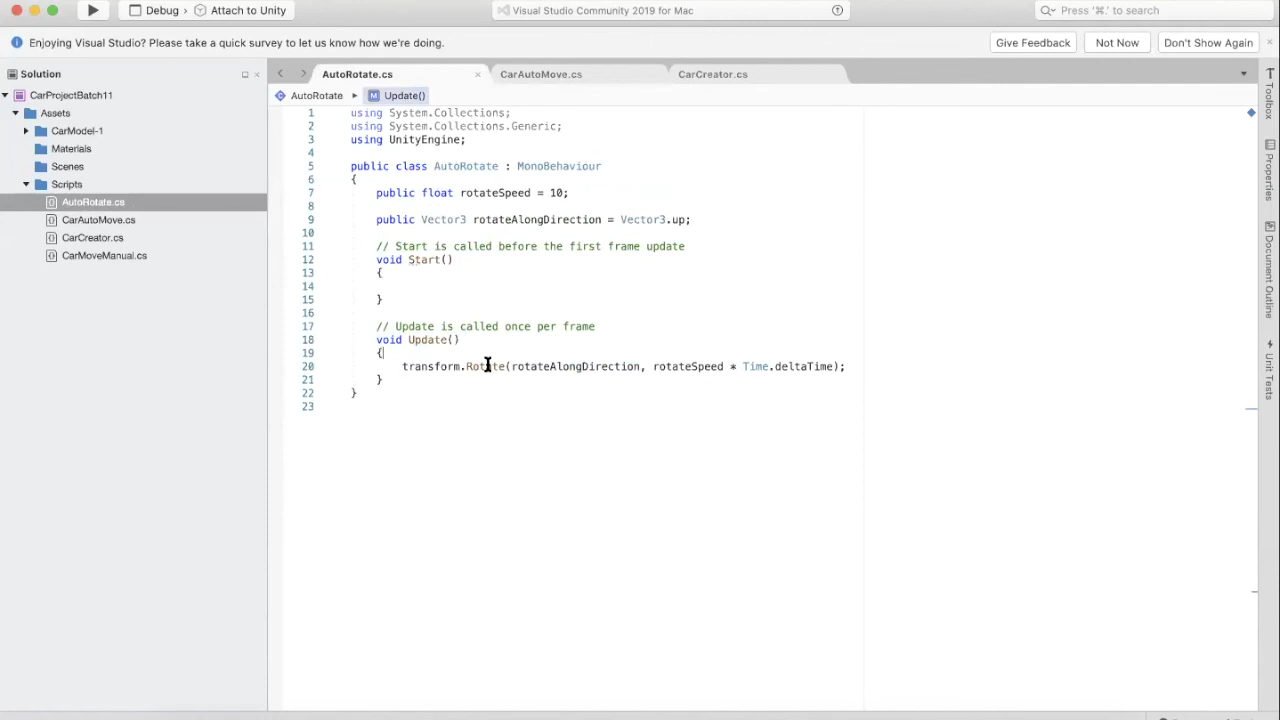 Debug › Attach to Unity
Visual Studio Community 2019 for Mac
Press '⌘.' to search
Enjoying Visual Studio? Please take a quick survey to let us know how we're doing.
Give Feedback
Not Now
Don't Show Again
Solution
CarProjectBatch11
Assets
CarModel-1
Materials
Scenes
Scripts
AutoRotate.cs
CarAutoMove.cs
CarCreator.cs
CarMoveManual.cs
AutoRotate.cs
CarAutoMove.cs
CarCreator.cs
AutoRotate
M Update()
1 using System.Collections;
2 using System.Collections.Generic;
3 using UnityEngine;
4
5 public class AutoRotate : MonoBehaviour
6 {
7 public float rotateSpeed = 10;
8
9 public Vector3 rotateAlongDirection = Vector3.up;
10
11 // Start is called before the first frame update
12 void Start()
13 {
14
15 }
16
17 // Update is called once per frame
18 void Update()
19 {
20 transform.Rotate(rotateAlongDirection, rotateSpeed * Time.deltaTime);
21 }
22 }
23
Toolbox
Properties
Document Outline
Unit Tests